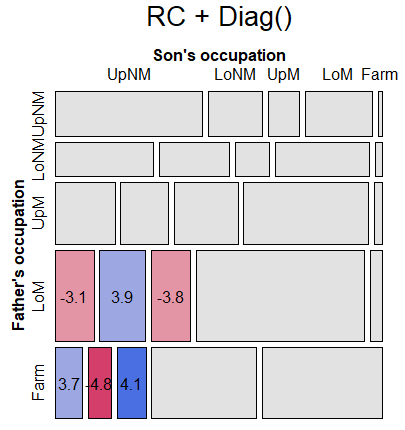 RC + Diag()
Son's occupation
UpNM LoNM UpM LoM Farm
Father's occupation
UpNM
LoNM
UpM
LoM
-3.1 3.9 -3.8
Farm
3.7 -4.8 4.1